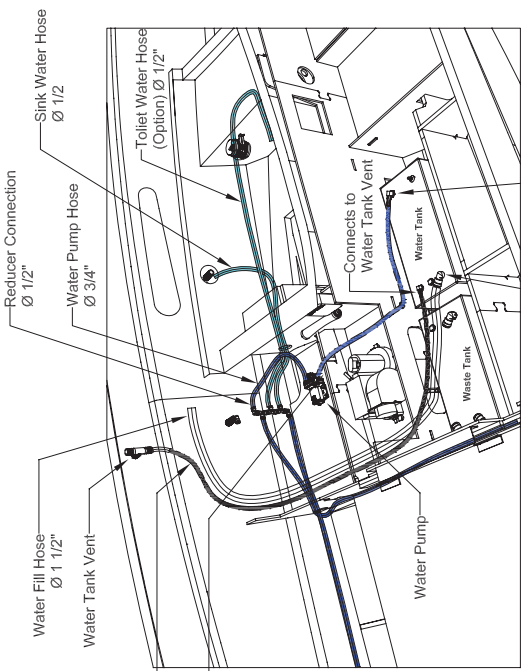 Water Fill Hose
Ø 1 1/2"
Water Tank Vent
Reducer Connection
Ø 1/2"
Water Pump Hose
Ø 3/4"
Sink Water Hose
Ø 1/2
Toliet Water Hose
(Option) Ø 1/2"
Connects to
Water Tank Vent
Water Tank
Waste Tank
Water Pump